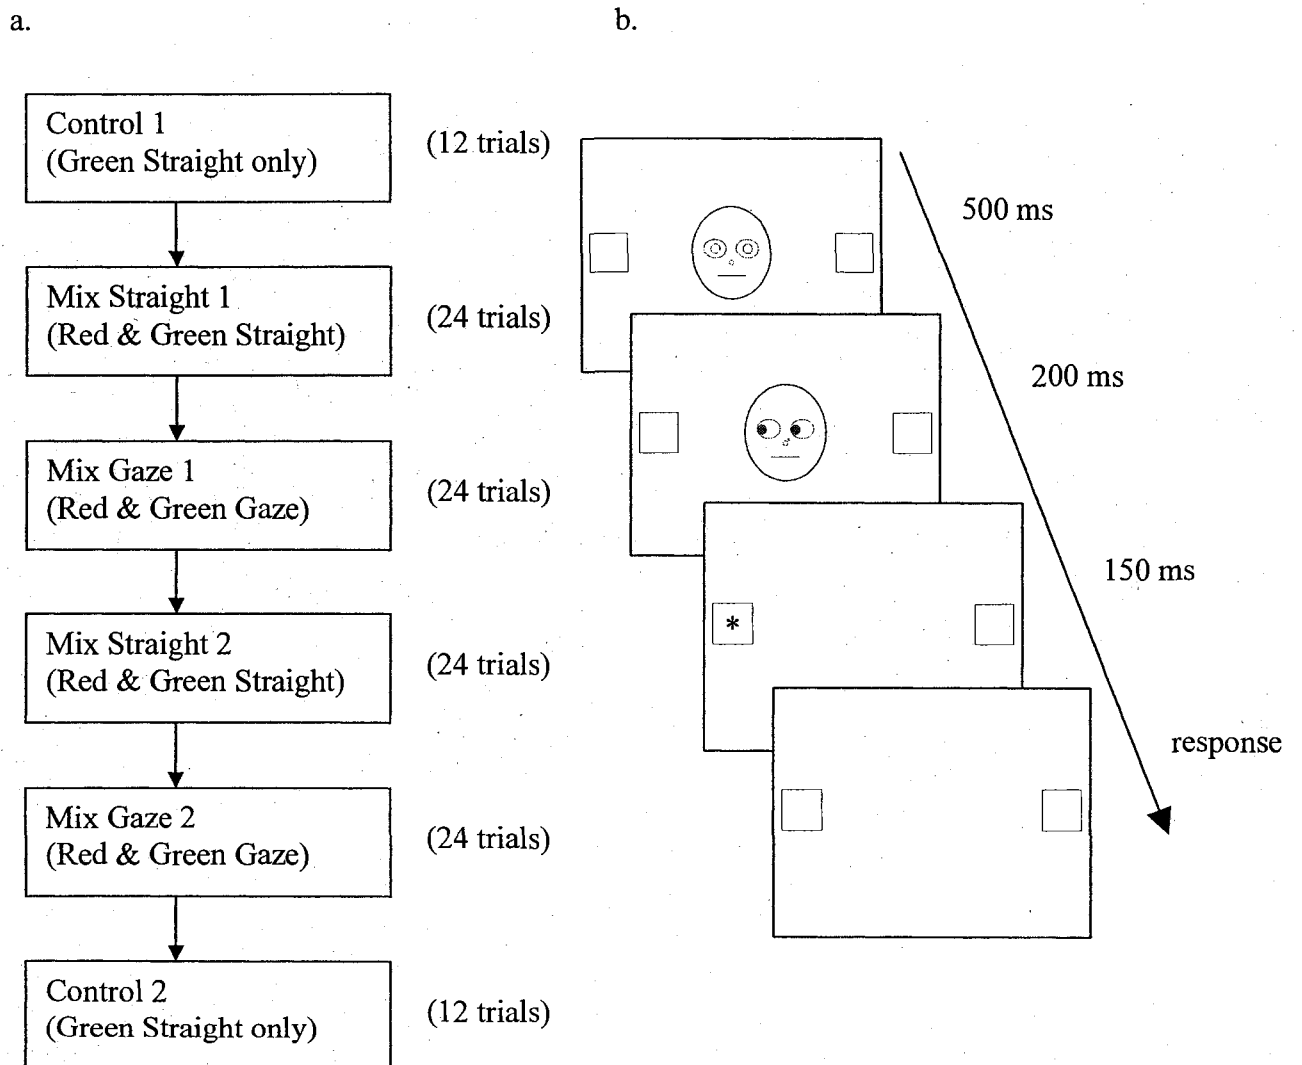 a.
Control 1
(Green Straight only)
(12 trials)
Mix Straight 1
(Red & Green Straight)
(24 trials)
Mix Gaze 1
(Red & Green Gaze)
(24 trials)
Mix Straight 2
(Red & Green Straight)
(24 trials)
Mix Gaze 2
(Red & Green Gaze)
(24 trials)
Control 2
(Green Straight only)
(12 trials)
b.
500 ms
200 ms
150 ms
*
response